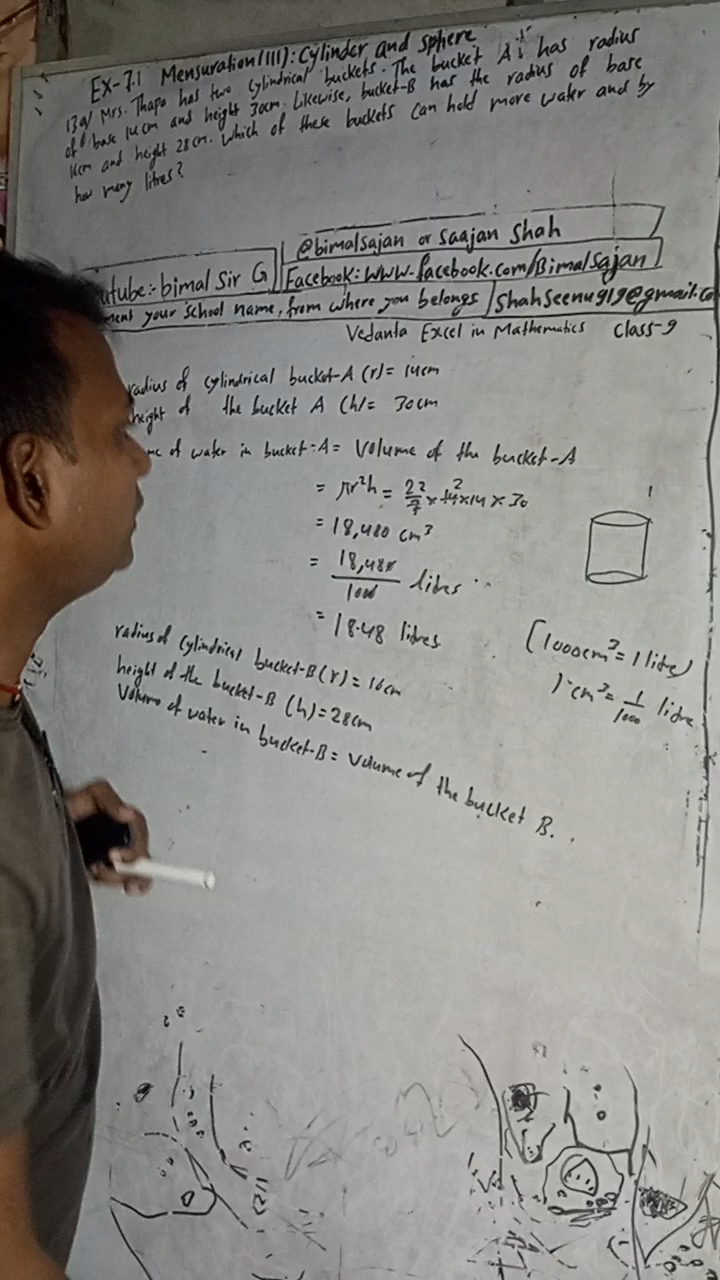 EX-7.1 Mensuration(III): Cylinder and sphere
13a) Mrs. Thapa has two cylindrical buckets. The bucket A has radius
of base 14cm and height 30cm. Likewise, bucket-B has the radius of base
16cm and height 28cm. Which of these buckets can hold more water and by
how many litres?
@bimalsajan or Saajan Shah
utube:- bimal Sir G
Facebook: www.facebook.com/Bimalsajan
ment your school name, from where you belongs
Shahseenu919@gmail.co
Vedanta Excel in Mathematics Class-9
radius of cylindrical bucket-A (r)= 14cm
height of the bucket A (h)= 30cm
me of water in bucket-A = Volume of the bucket-A
= πr²h = 22/7 × 14 2 × 14 × 30
= 18,480 cm³
= 18,480/1000 litres
= 18.48 litres
[1000cm³ = 1 litre)
1 cm³ = 1/1000 litre
radius of cylindrical bucket-B (r) = 16cm
height of the bucket-B (h) = 28cm
Volume of water in bucket-B = volume of the bucket B.